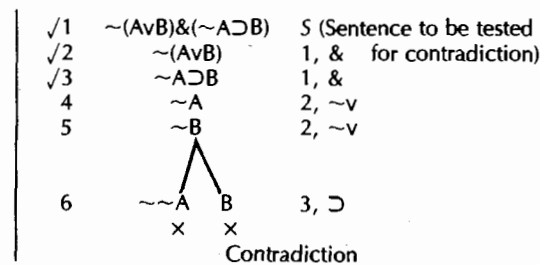 √1 ~(AvB)&(~A⊃B) S (Sentence to be tested
√2 ~(AvB) 1, & for contradiction)
√3 ~A⊃B 1, &
4 ~A 2, ~v
5 ~B 2, ~v
6 ~~A B 3, ⊃
× ×
Contradiction